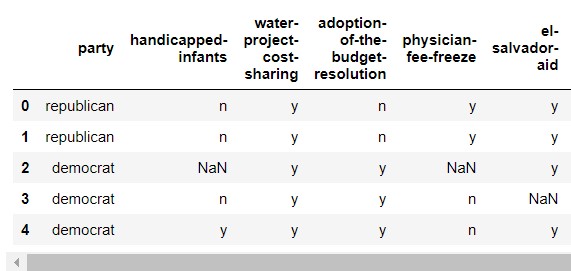 party handicapped-infants water-project-cost-sharing adoption-of-the-budget-resolution physician-fee-freeze el-salvador-aid
0 republican n y n y y
1 republican n y n y y
2 democrat NaN y y NaN y
3 democrat n y y n NaN
4 democrat y y y n y